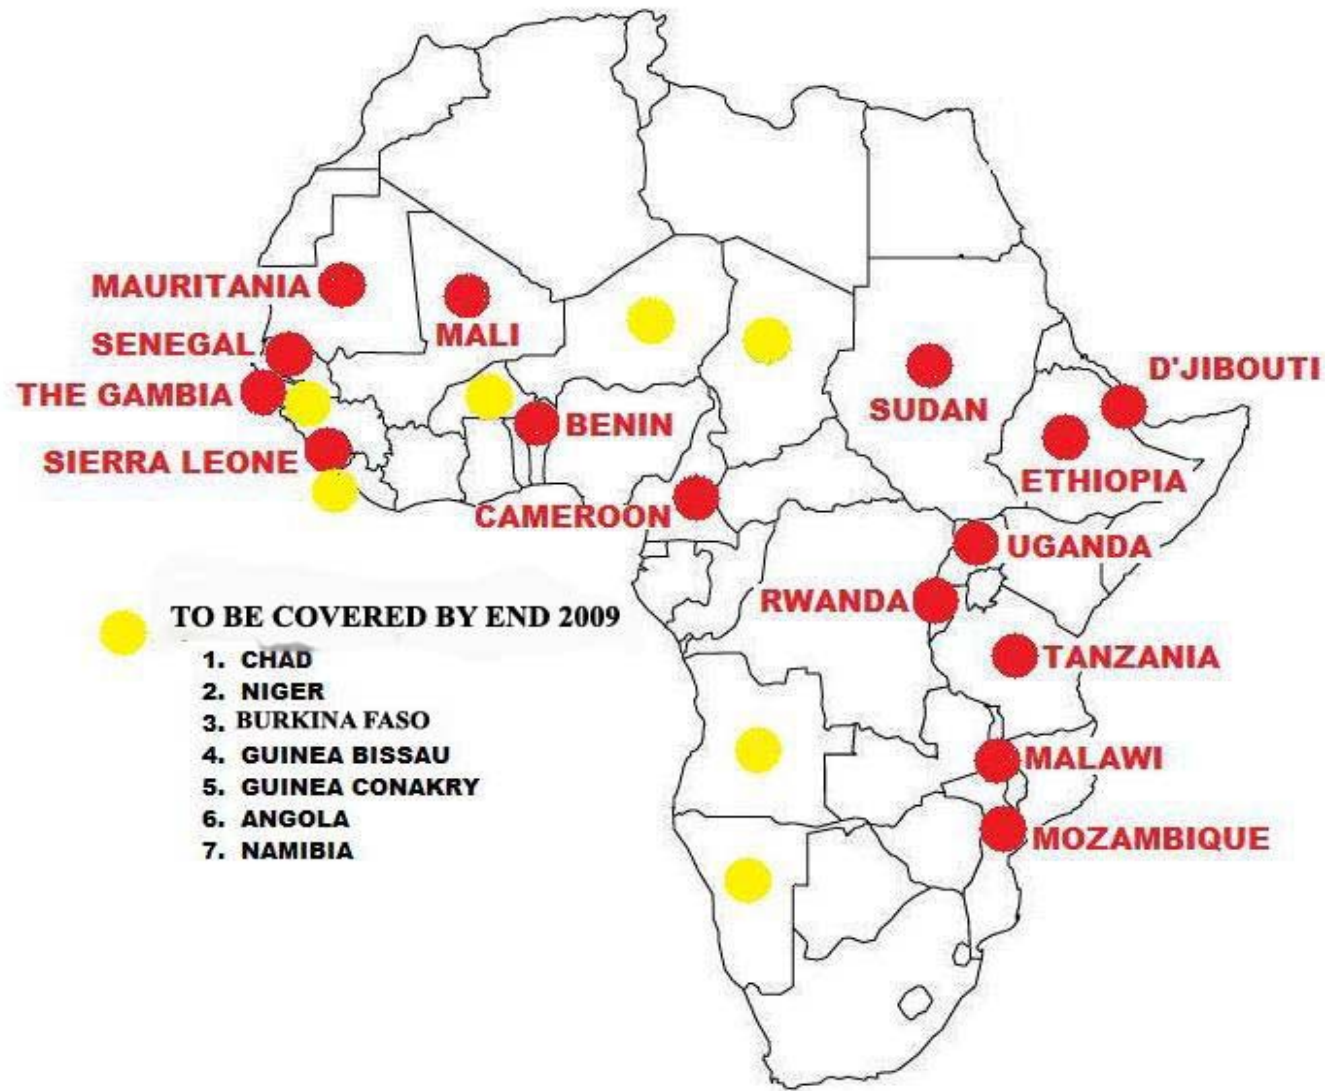 MAURITANIA
MALI
SENEGAL
D'JIBOUTI
THE GAMBIA
SUDAN
BENIN
SIERRA LEONE
ETHIOPIA
CAMEROON
UGANDA
RWANDA
TO BE COVERED BY END 2009
1. CHAD
2. NIGER
3. BURKINA FASO
4. GUINEA BISSAU
5. GUINEA CONAKRY
6. ANGOLA
7. NAMIBIA
TANZANIA
MALAWI
MOZAMBIQUE